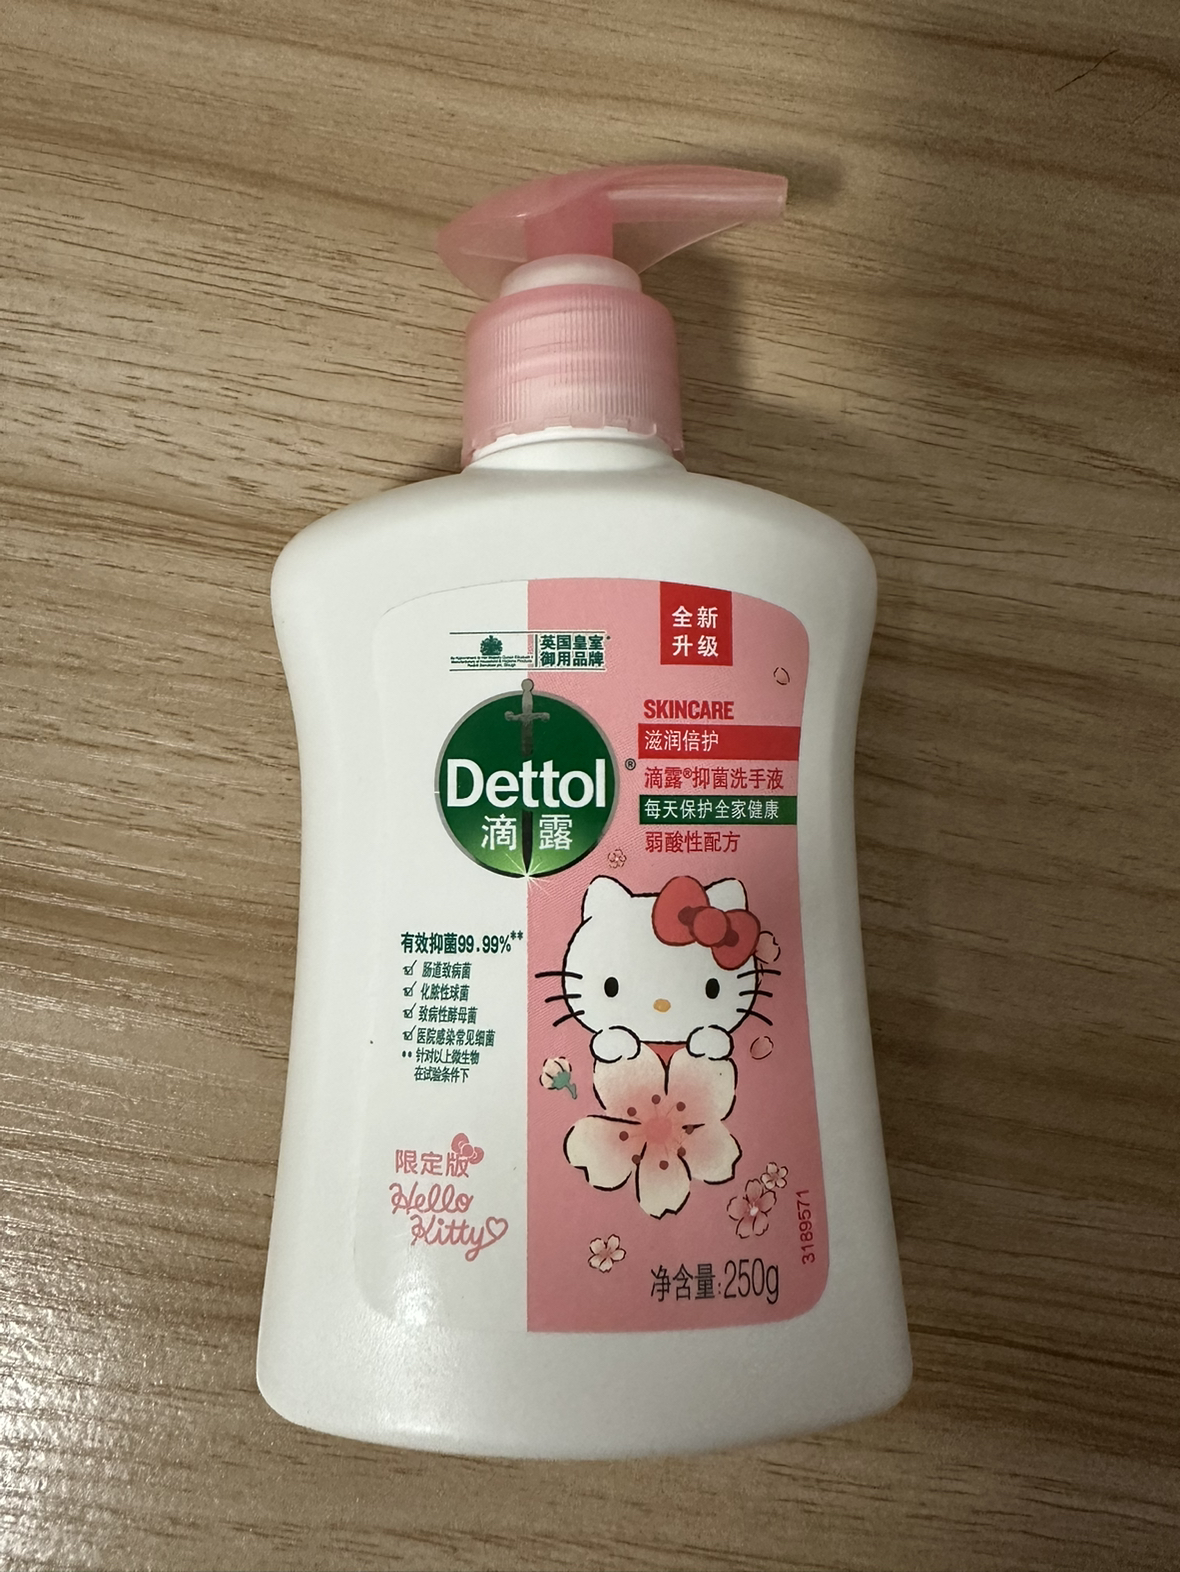 全新
升级
英国皇室*
御用品牌
SKINCARE
滋润倍护
Dettol®
滴露
滴露®抑菌洗手液
每天保护全家健康
弱酸性配方
有效抑菌99.99%**
肠道致病菌
化脓性球菌
致病性酵母菌
医院感染常见细菌
**针对以上微生物
在试验条件下
限定版
Hello
Kitty
3189571
净含量:250g